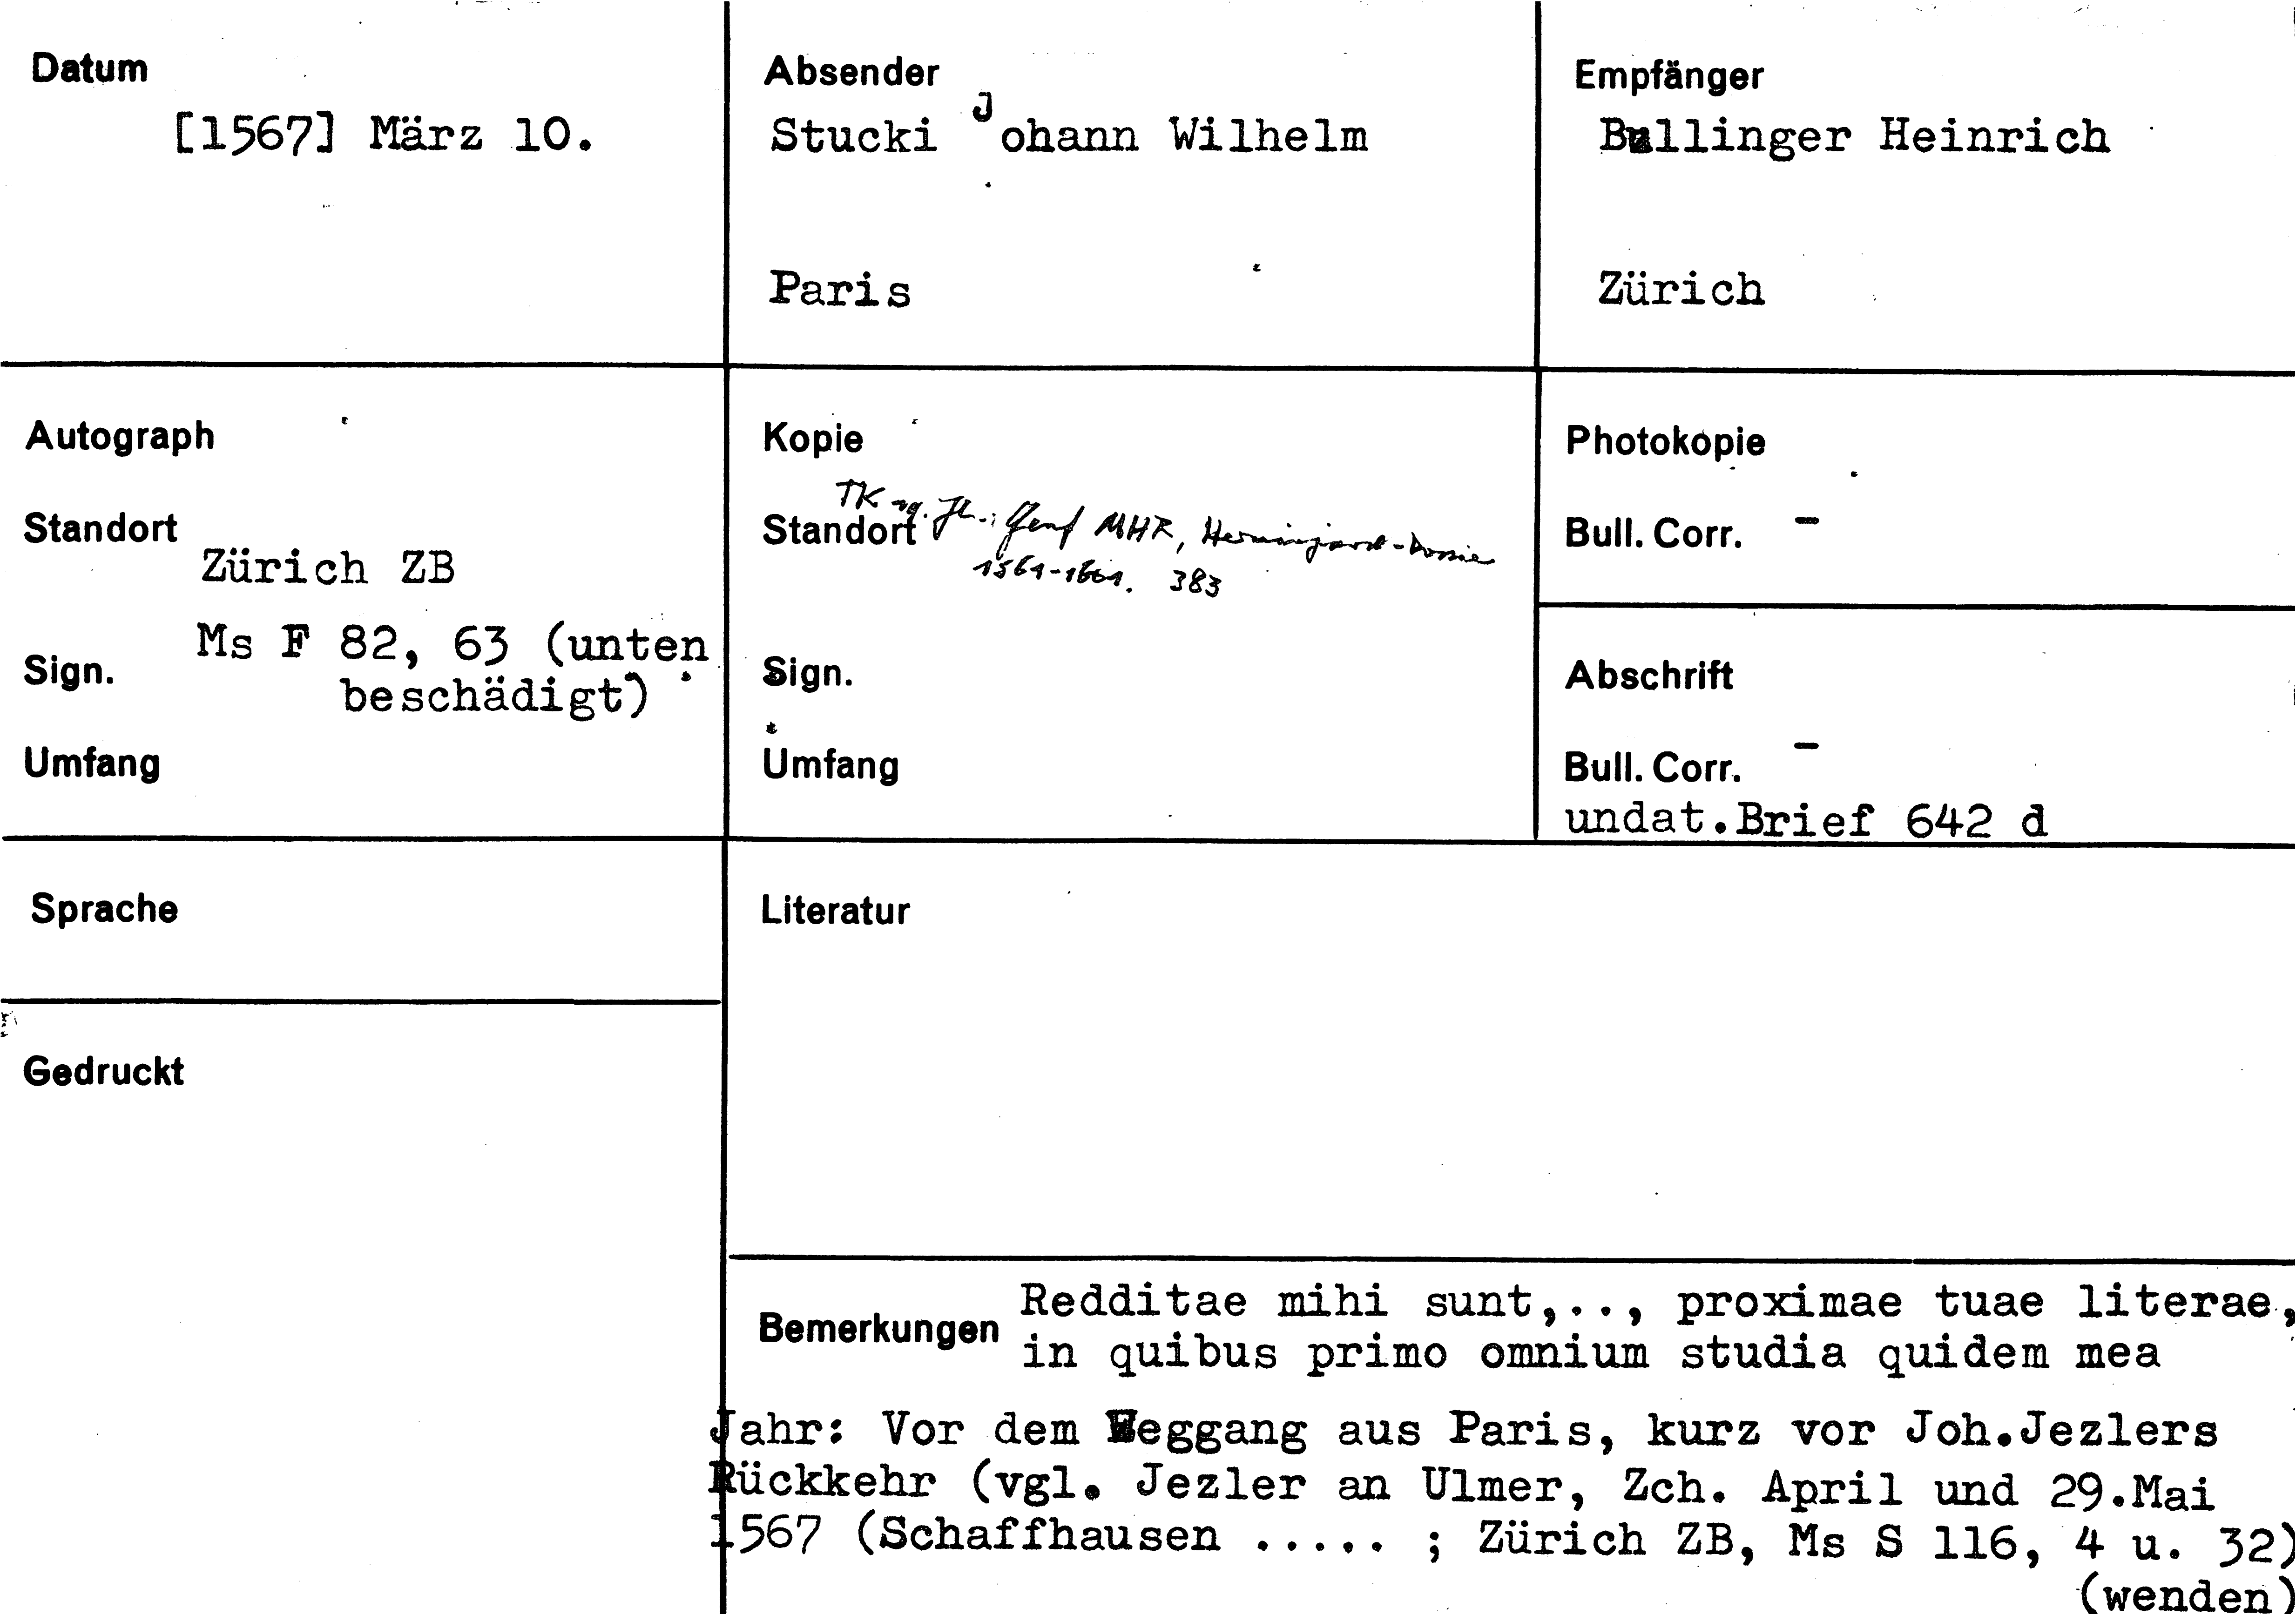 Datum
[1567] März 10.
Absender
Stucki Johann Wilhelm
Paris
Empfänger
Bullinger Heinrich
Zürich
Autograph
Standort
Zürich ZB
Sign.
Ms F 82, 63 (unten
beschädigt)
Umfang
Kopie
TK Genf MHR,
Standort
1561-1661. 383
Sign.
Umfang
Photokopie
Bull. Corr. -
Abschrift
Bull. Corr. -
undat.Brief 642 d
Sprache
Literatur
Gedruckt
Bemerkungen
Redditae mihi sunt,.., proximae tuae literae,
in quibus primo omnium studia quidem mea
Jahr: Vor dem Weggang aus Paris, kurz vor Joh.Jezlers
Rückkehr (vgl. Jezler an Ulmer, Zch. April und 29.Mai
1567 (Schaffhausen ..... ; Zürich ZB, Ms S 116, 4 u. 32)
(wenden)